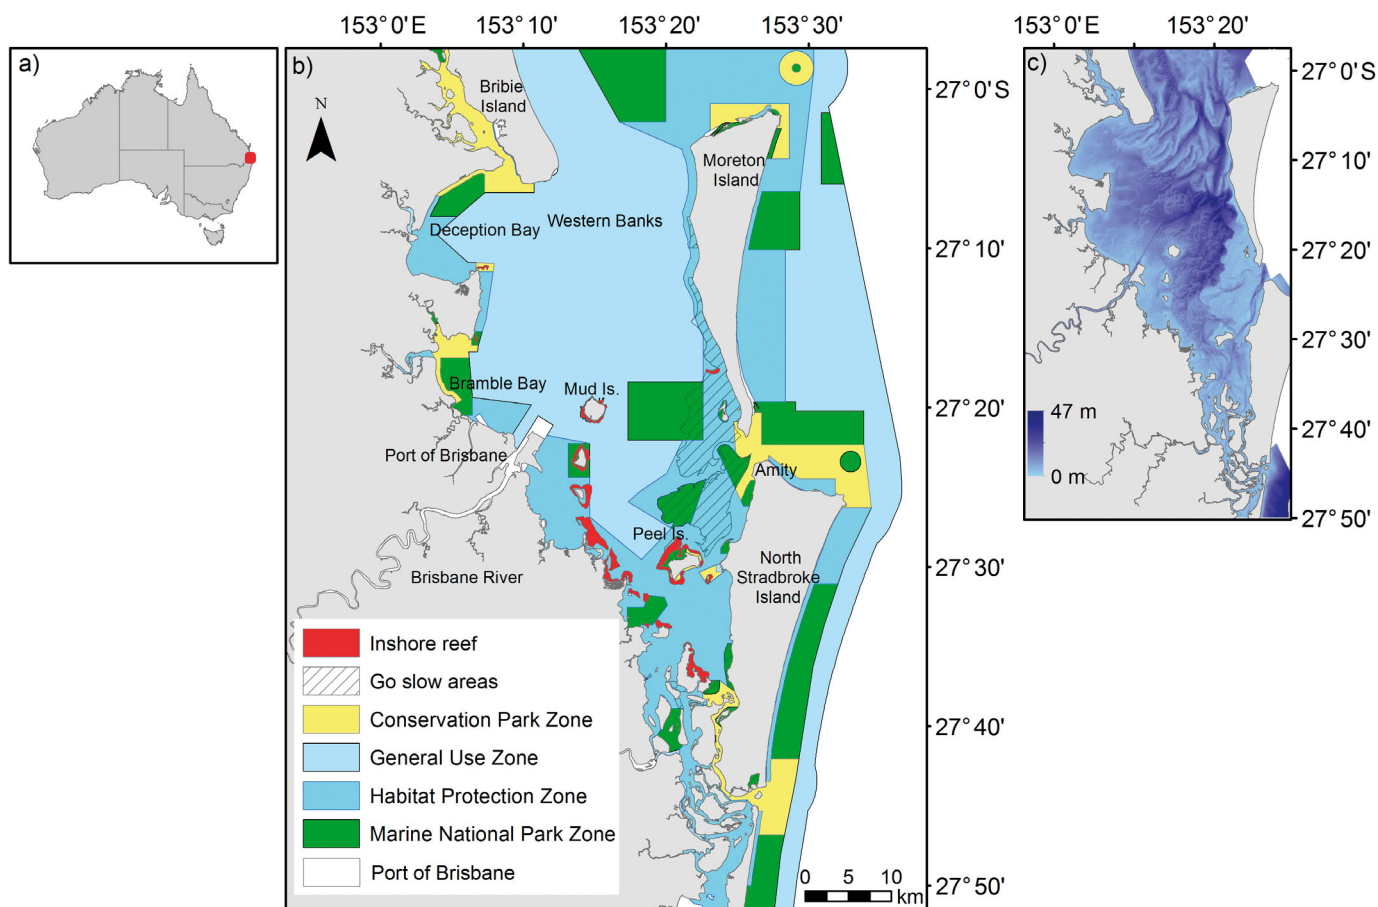 153° 0' E
153° 10'
153° 20'
153° 30'
153° 0' E
153° 20'
a)
b)
c)
N
Bribie
Island
Moreton
Island
Western Banks
Deception Bay
Bramble Bay
Mud Is.
Port of Brisbane
Amity
Peel Is.
Brisbane River
North
Stradbroke
Island
27° 0'S
27° 10'
27° 20'
27° 30'
27° 40'
27° 50'
27° 0'S
27° 10'
27° 20'
27° 30'
27° 40'
27° 50'
47 m
0 m
Inshore reef
Go slow areas
Conservation Park Zone
General Use Zone
Habitat Protection Zone
Marine National Park Zone
Port of Brisbane
0 5 10
km